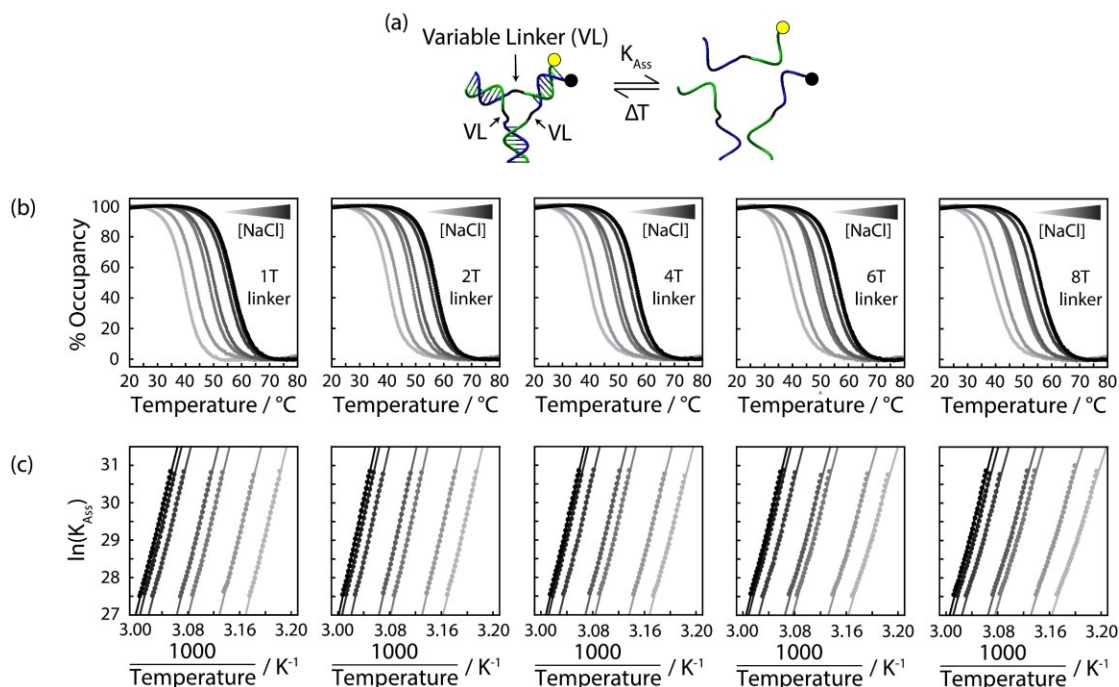 (a)
Variable Linker (VL)
K_Ass
ΔT
VL
VL
(b)
% Occupancy
100
80
60
40
20
0
[NaCl]
1T
linker
[NaCl]
2T
linker
[NaCl]
4T
linker
[NaCl]
6T
linker
[NaCl]
8T
linker
20 30 40 50 60 70 80
20 30 40 50 60 70 80
20 30 40 50 60 70 80
20 30 40 50 60 70 80
20 30 40 50 60 70 80
Temperature / °C
Temperature / °C
Temperature / °C
Temperature / °C
Temperature / °C
(c)
ln(K_Ass)
31
30
29
28
27
3.00 3.08 3.16 3.20
3.00 3.08 3.16 3.20
3.00 3.08 3.16 3.20
3.00 3.08 3.16 3.20
3.00 3.08 3.16 3.20
1000
Temperature / K⁻¹
1000
Temperature / K⁻¹
1000
Temperature / K⁻¹
1000
Temperature / K⁻¹
1000
Temperature / K⁻¹